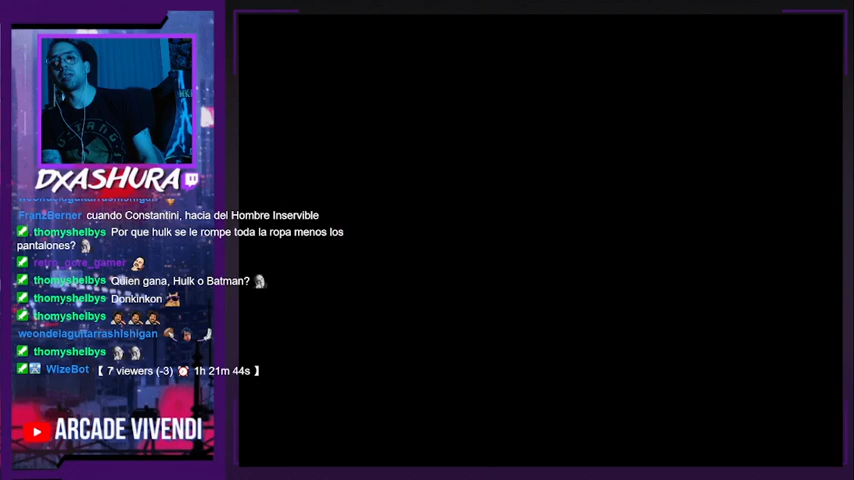 DXASHURA
weondelaguitarrashishigan
FranzBerner cuando Constantini, hacia del Hombre Inservible
thomyshelbys Por que hulk se le rompe toda la ropa menos los
pantalones?
retro_gore_gamer
thomyshelbys Quien gana, Hulk o Batman?
thomyshelbys Donkinkon
thomyshelbys
weondelaguitarrashishigan
thomyshelbys
WizeBot 【 7 viewers (-3) ⏰ 1h 21m 44s 】
ARCADE VIVENDI